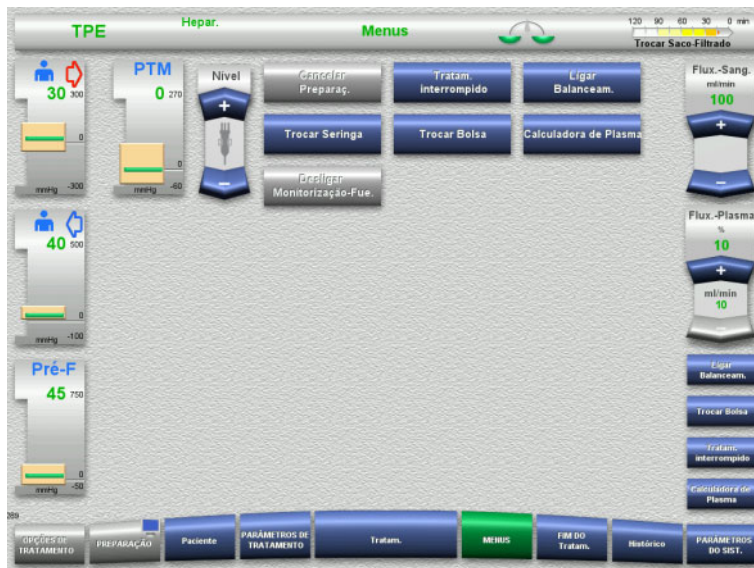 TPE
Hepar.
Menus
120 90 60 30 0 min
Trocar Saco-Filtrado
30 300
0
mmHg -300
PTM
0 270
0
mmHg -60
Nível
+
−
Cancelar
Preparaç.
Tratam.
interrompido
Ligar
Balanceam.
Trocar Seringa
Trocar Bolsa
Calculadora de Plasma
Desligar
Monitorização-Fue.
Flux.-Sang.
ml/min
100
+
−
40 500
0
mmHg -100
Flux.-Plasma
%
10
+
ml/min
10
−
Pré-F
45 750
0
mmHg -50
Ligar
Balanceam.
Trocar Bolsa
Tratam.
interrompido
Calculadora de
Plasma
OPÇÕES DE
TRATAMENTO
PREPARAÇÃO
Paciente
PARÂMETROS DE
TRATAMENTO
Tratam.
MENUS
FIM DO
Tratam.
Histórico
PARÂMETROS
DO SIST.